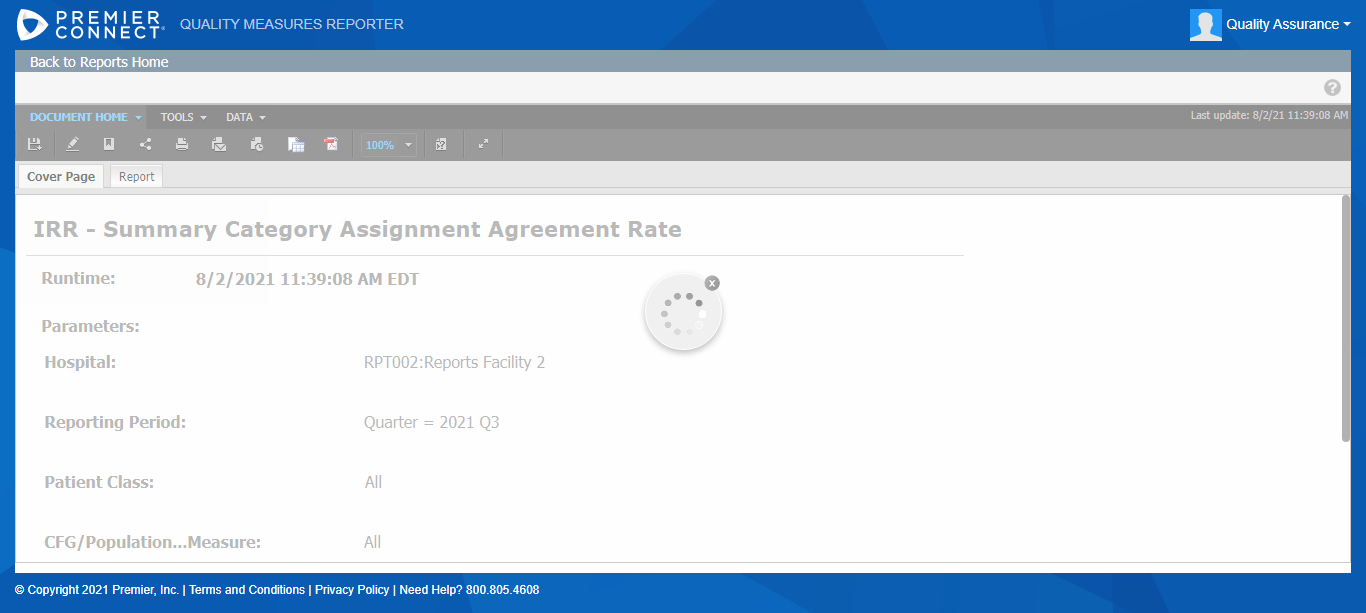 PREMIER
CONNECT
QUALITY MEASURES REPORTER
Quality Assurance
Back to Reports Home
?
DOCUMENT HOME
TOOLS
DATA
Last update: 8/2/21 11:39:08 AM
100%
Cover Page
Report
IRR - Summary Category Assignment Agreement Rate
Runtime: 8/2/2021 11:39:08 AM EDT
x
Parameters:
Hospital: RPT002:Reports Facility 2
Reporting Period: Quarter = 2021 Q3
Patient Class: All
CFG/Population...Measure: All
© Copyright 2021 Premier, Inc. | Terms and Conditions | Privacy Policy | Need Help? 800.805.4608